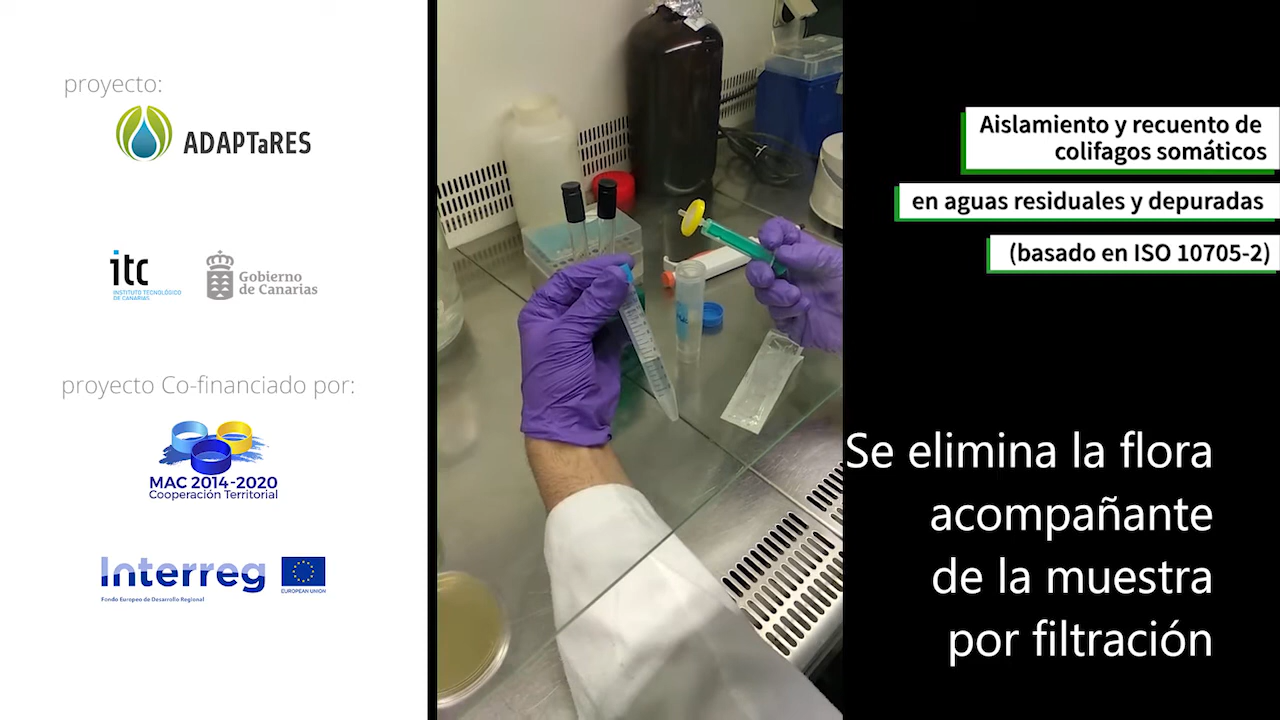 proyecto:
ADAPTaRES
itc
INSTITUTO TECNOLÓGICO
DE CANARIAS
Gobierno
de Canarias
proyecto Co-financiado por:
MAC 2014-2020
Cooperación Territorial
Interreg
Fondo Europeo de Desarrollo Regional
EUROPEAN UNION
Aislamiento y recuento de
colifagos somáticos
en aguas residuales y depuradas
(basado en ISO 10705-2)
Se elimina la flora
acompañante
de la muestra
por filtración